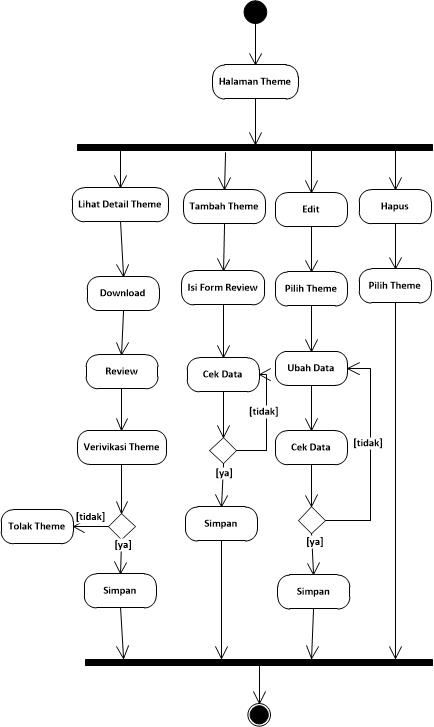 Halaman Theme
Lihat Detail Theme
Tambah Theme
Edit
Hapus
Download
Isi Form Review
Pilih Theme
Pilih Theme
Review
Cek Data
Ubah Data
[tidak]
Verivikasi Theme
Cek Data
[tidak]
[ya]
Tolak Theme
[tidak]
Simpan
[ya]
[ya]
Simpan
Simpan